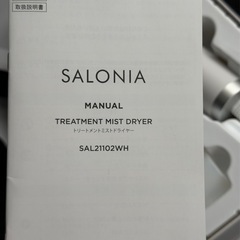 取扱説明書
SALONIA
MANUAL
TREATMENT MIST DRYER
トリートメントミストドライヤー
SAL21102WH